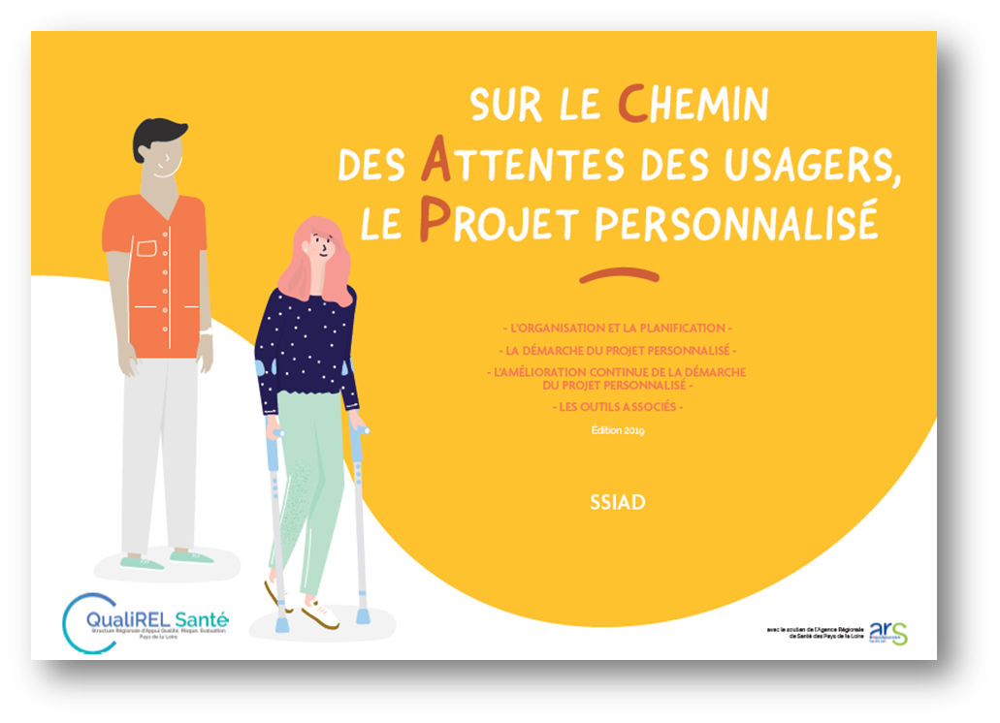 SUR LE CHEMIN
DES ATTENTES DES USAGERS,
LE PROJET PERSONNALISÉ
- L'ORGANISATION ET LA PLANIFICATION -
- LA DÉMARCHE DU PROJET PERSONNALISÉ -
- L'AMÉLIORATION CONTINUE DE LA DÉMARCHE
DU PROJET PERSONNALISÉ -
- LES OUTILS ASSOCIÉS -
Édition 2019
SSIAD
QualiREL Santé
Structure Régionale d'Appui Qualité, Risque, Évaluation
Pays de la Loire
avec le soutien de l'Agence Régionale
de Santé des Pays de la Loire
ars